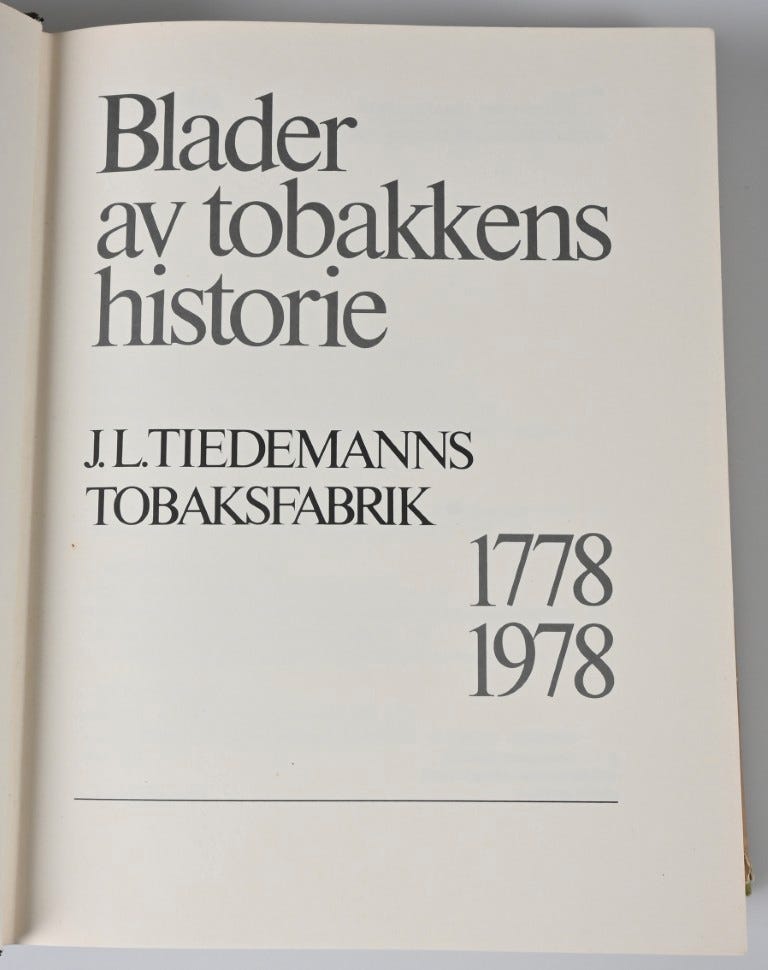 Blader
av tobakkens
historie
J. L. TIEDEMANNS
TOBAKSFABRIK
1778
1978